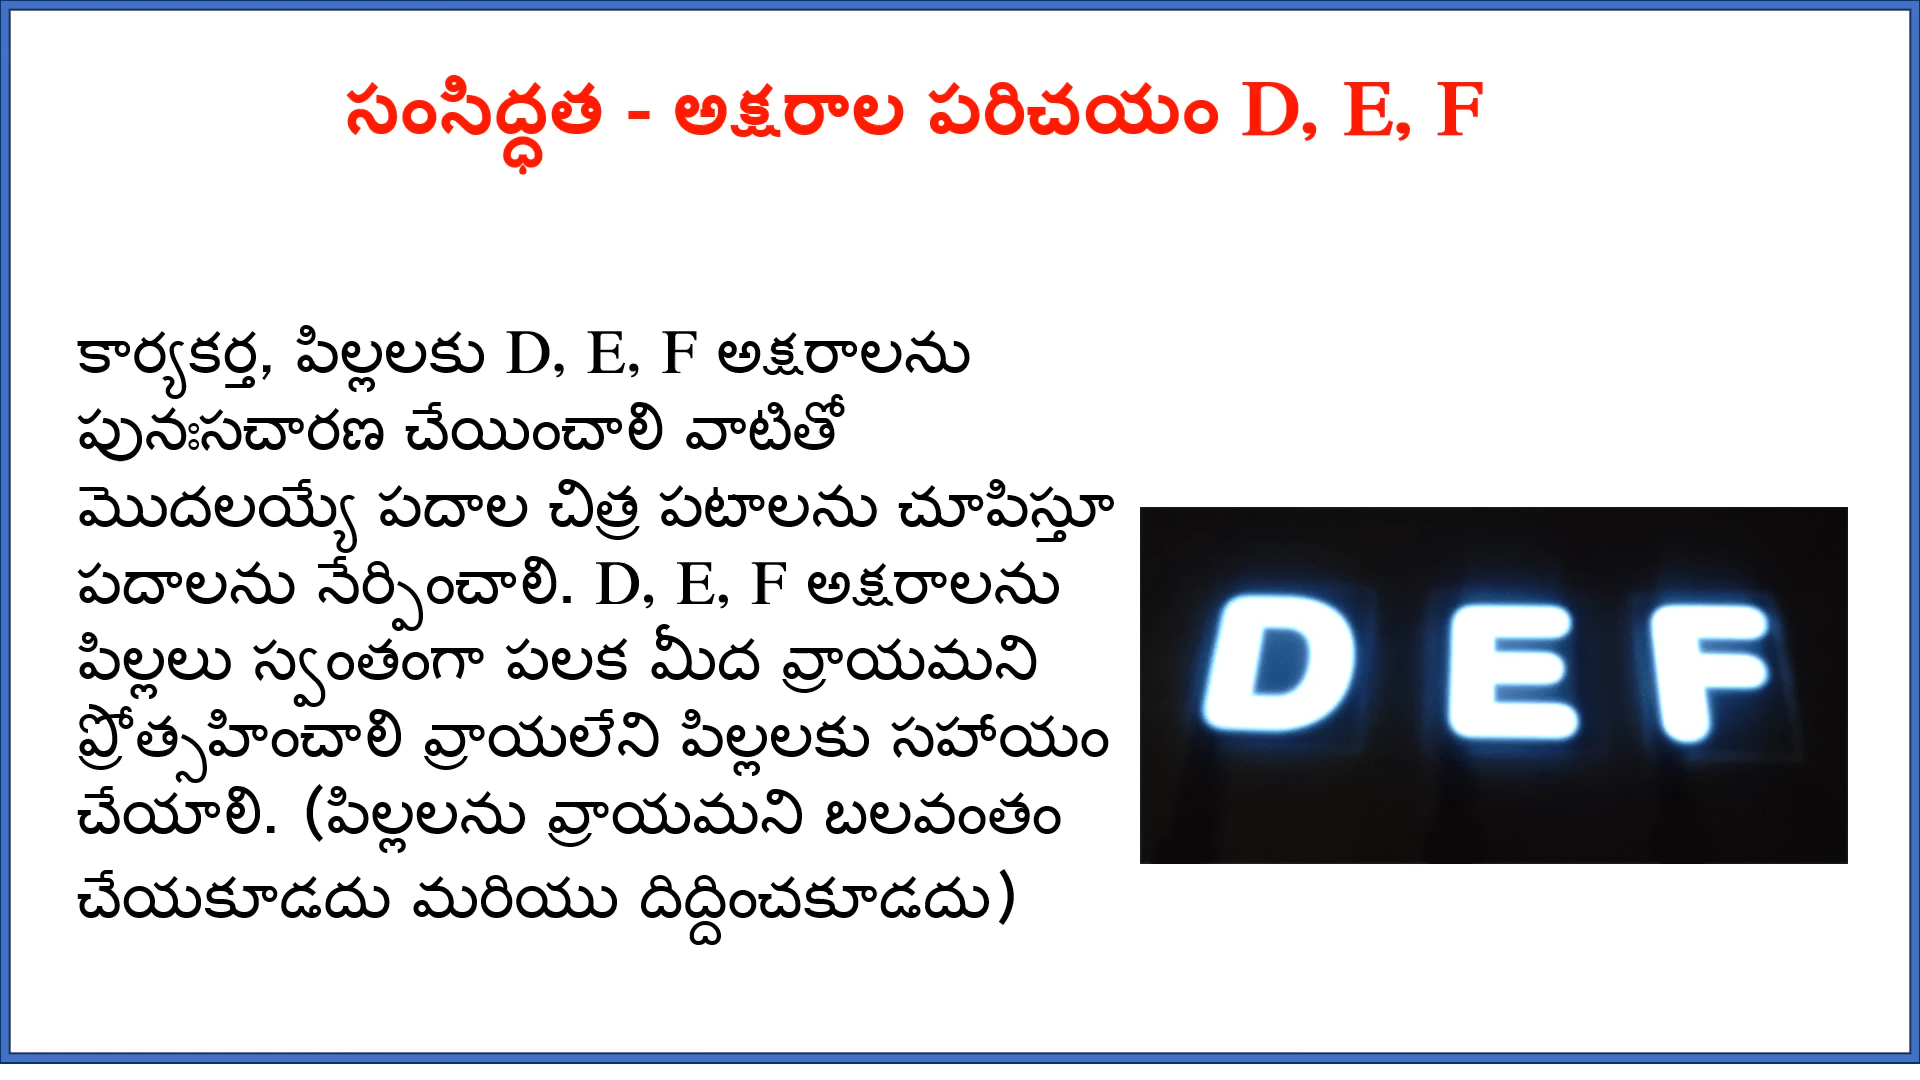 సంసిద్ధత - అక్షరాల పరిచయం D, E, F
కార్యకర్త, పిల్లలకు D, E, F అక్షరాలను
పునఃసచారణ చేయించాలి వాటితో
మొదలయ్యే పదాల చిత్ర పటాలను చూపిస్తూ
పదాలను నేర్పించాలి. D, E, F అక్షరాలను
పిల్లలు స్వంతంగా పలక మీద వ్రాయమని
ప్రోత్సహించాలి వ్రాయలేని పిల్లలకు సహాయం
చేయాలి. (పిల్లలను వ్రాయమని బలవంతం
చేయకూడదు మరియు దిద్దించకూడదు)
D E F